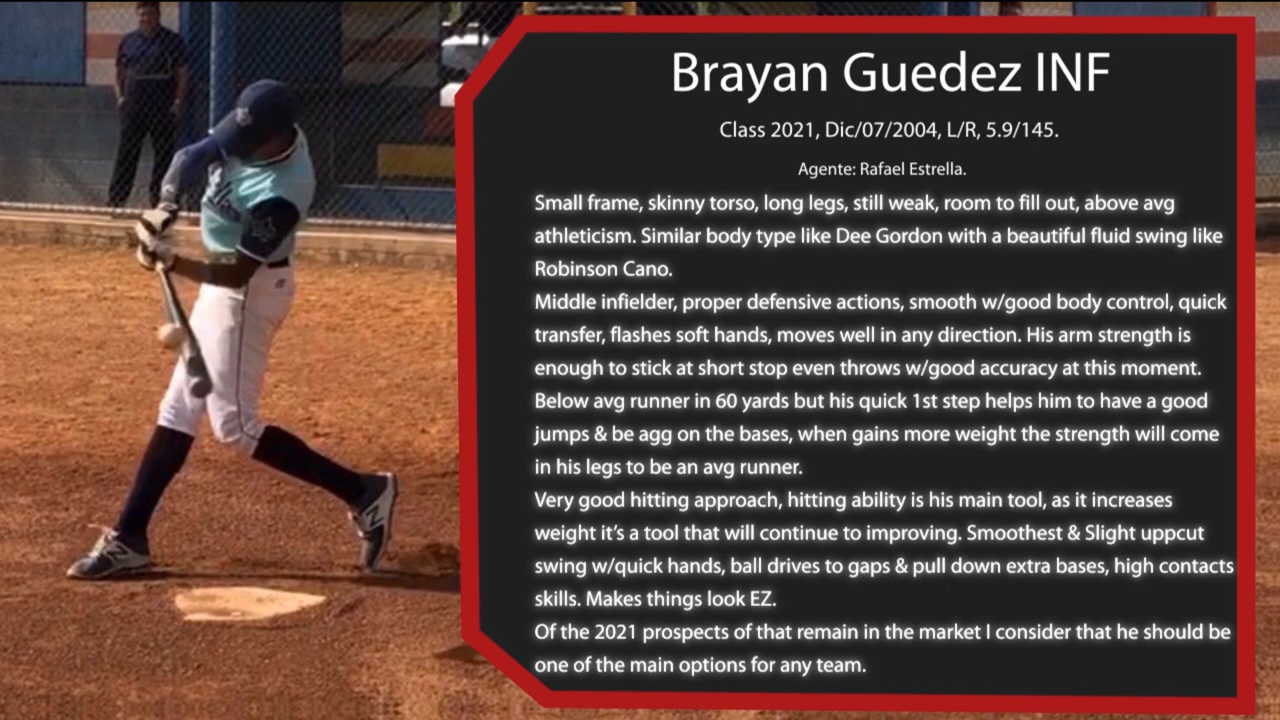 Brayan Guedez INF
Class 2021, Dic/07/2004, L/R, 5.9/145.
Agente: Rafael Estrella.
Small frame, skinny torso, long legs, still weak, room to fill out, above avg
athleticism. Similar body type like Dee Gordon with a beautiful fluid swing like
Robinson Cano.
Middle infielder, proper defensive actions, smooth w/good body control, quick
transfer, flashes soft hands, moves well in any direction. His arm strength is
enough to stick at short stop even throws w/good accuracy at this moment.
Below avg runner in 60 yards but his quick 1st step helps him to have a good
jumps & be agg on the bases, when gains more weight the strength will come
in his legs to be an avg runner.
Very good hitting approach, hitting ability is his main tool, as it increases
weight it's a tool that will continue to improving. Smoothest & Slight uppcut
swing w/quick hands, ball drives to gaps & pull down extra bases, high contacts
skills. Makes things look EZ.
Of the 2021 prospects of that remain in the market I consider that he should be
one of the main options for any team.